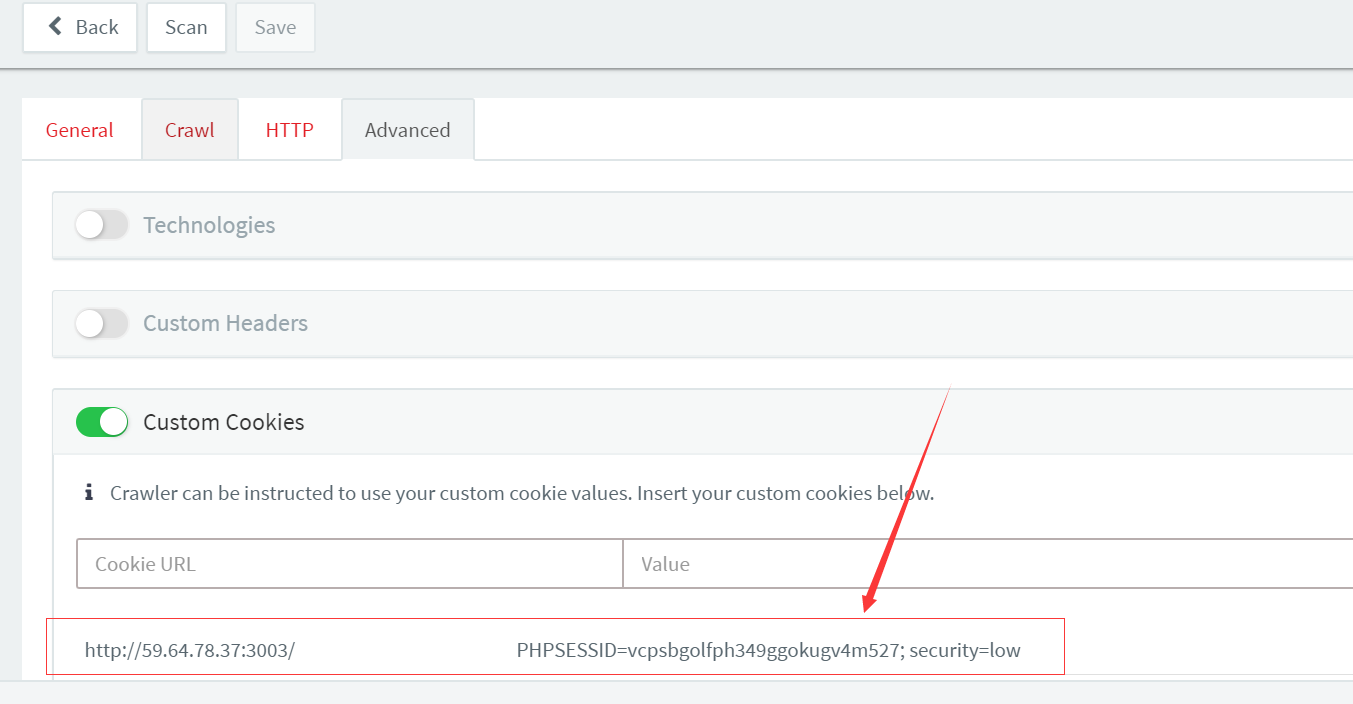 Back Scan Save
General Crawl HTTP Advanced
Technologies
Custom Headers
Custom Cookies
Crawler can be instructed to use your custom cookie values. Insert your custom cookies below.
Cookie URL Value
http://59.64.78.37:3003/ PHPSESSID=vcpsbgolfph349ggokugv4m527; security=low